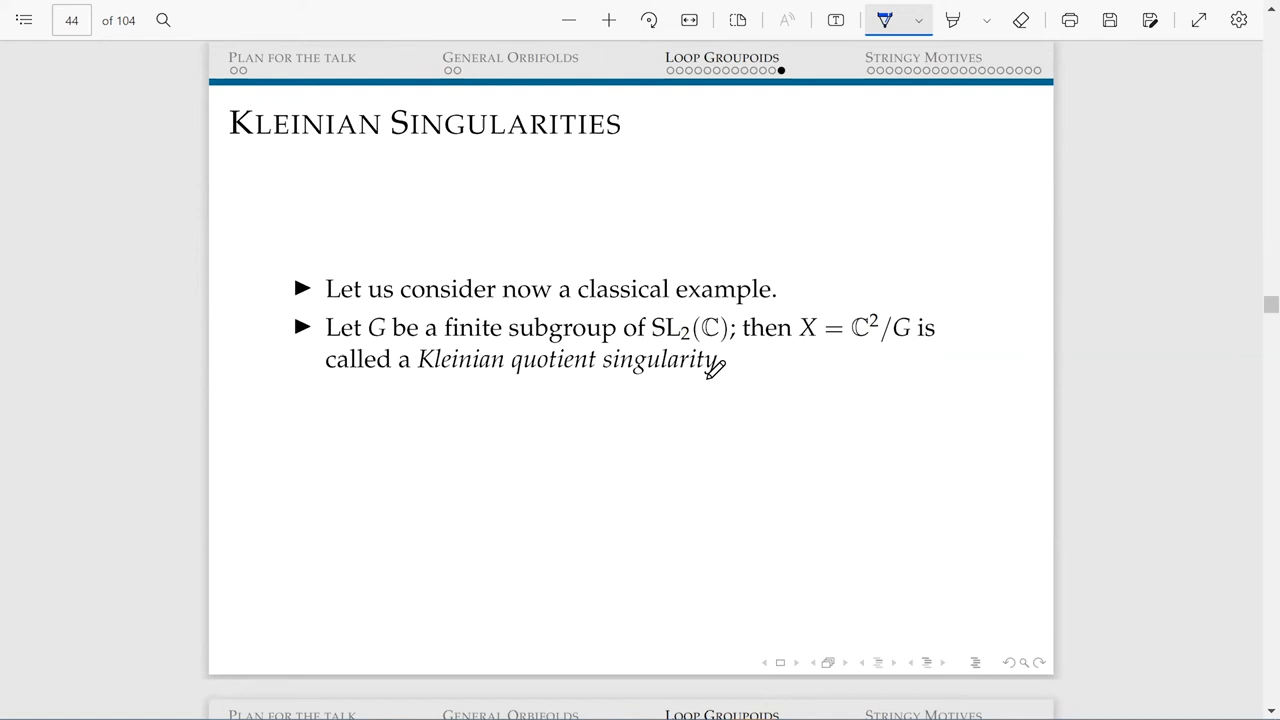 44 of 104
PLAN FOR THE TALK GENERAL ORBIFOLDS LOOP GROUPOIDS STRINGY MOTIVES
KLEINIAN SINGULARITIES
▶ Let us consider now a classical example.
▶ Let G be a finite subgroup of SL₂(ℂ); then X = ℂ²/G is
called a Kleinian quotient singularity
PLAN FOR THE TALK GENERAL ORBIFOLDS LOOP GROUPOIDS STRINGY MOTIVES